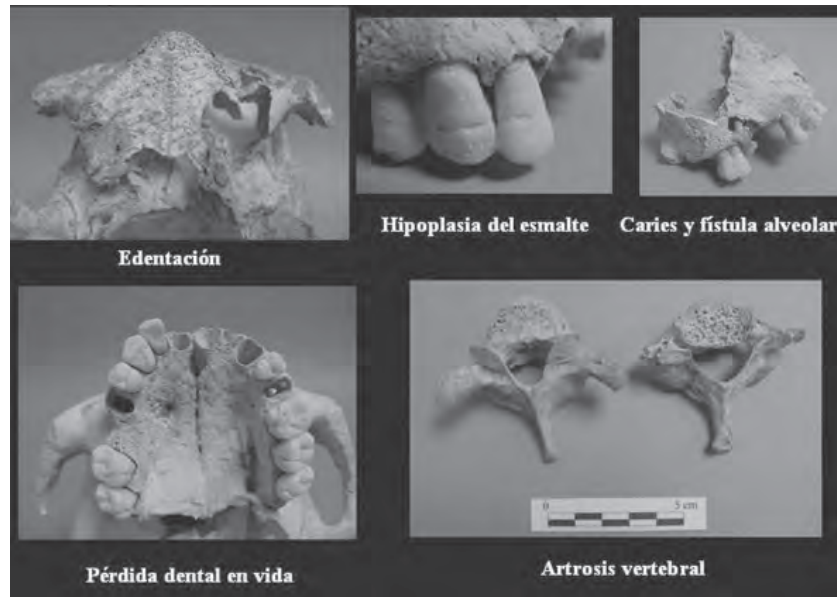 Edentación
Hipoplasia del esmalte
Caries y fístula alveolar
Pérdida dental en vida
0 5 cm
Artrosis vertebral